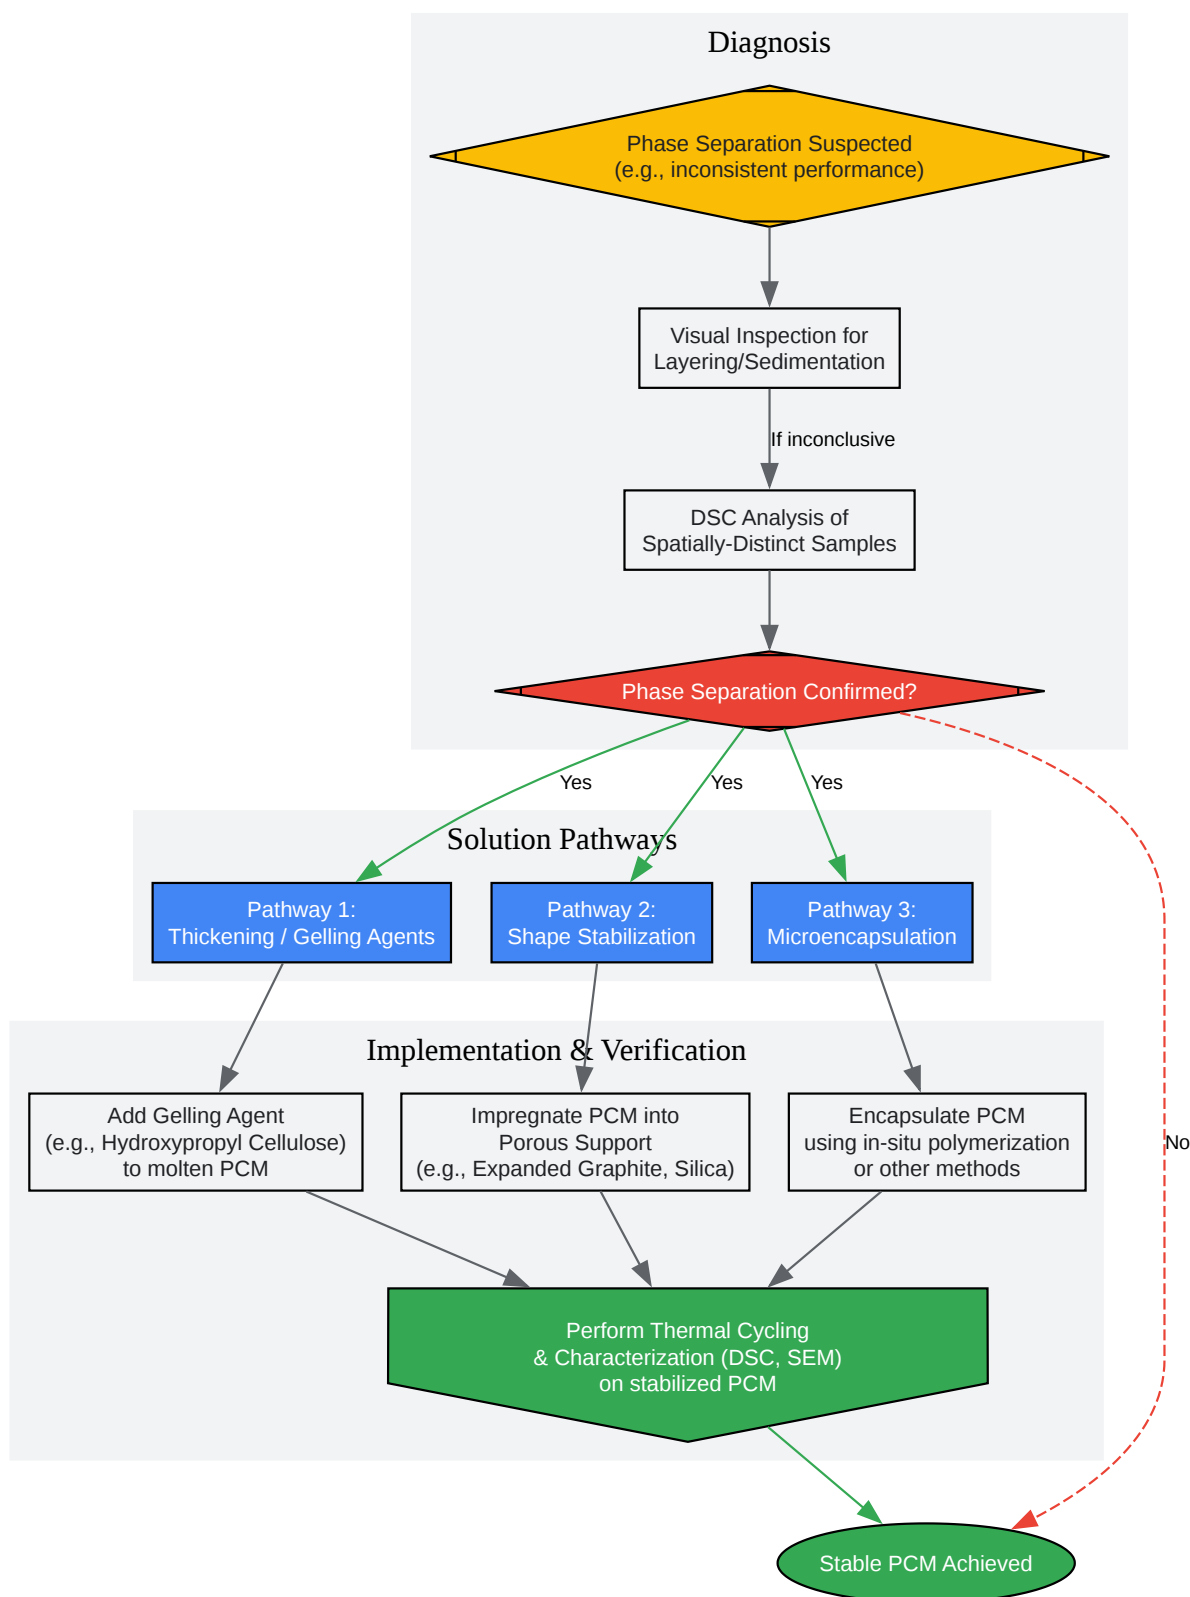 Diagnosis
Phase Separation Suspected
(e.g., inconsistent performance)
Visual Inspection for
Layering/Sedimentation
If inconclusive
DSC Analysis of
Spatially-Distinct Samples
Phase Separation Confirmed?
Yes
Yes
Yes
Solution Pathways
Pathway 1:
Thickening / Gelling Agents
Pathway 2:
Shape Stabilization
Pathway 3:
Microencapsulation
Implementation & Verification
Add Gelling Agent
(e.g., Hydroxypropyl Cellulose)
to molten PCM
Impregnate PCM into
Porous Support
(e.g., Expanded Graphite, Silica)
Encapsulate PCM
using in-situ polymerization
or other methods
No
Perform Thermal Cycling
& Characterization (DSC, SEM)
on stabilized PCM
Stable PCM Achieved